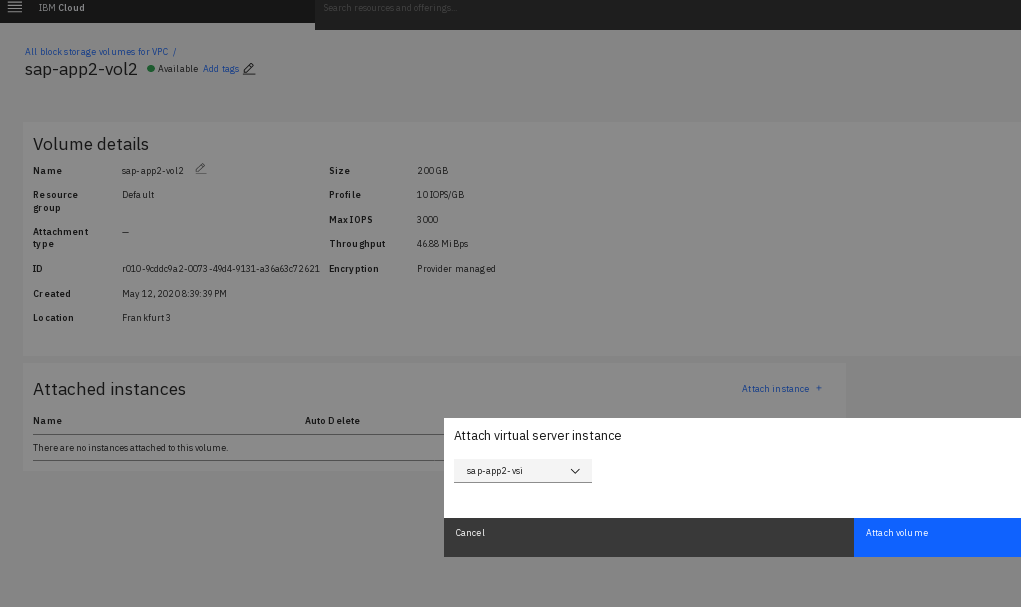 IBM Cloud
Search resources and offerings...
All block storage volumes for VPC /
sap-app2-vol2 Available Add tags
Volume details
Name sap-app2-vol2 Size 200 GB
Resource group Default Profile 10 IOPS/GB
Max IOPS 3000
Attachment type — Throughput 46.88 MiBps
ID r010-9cddc9a2-0073-49d4-9131-a36a63c72621 Encryption Provider managed
Created May 12, 2020 8:39:39 PM
Location Frankfurt 3
Attached instances Attach instance +
Name Auto Delete
There are no instances attached to this volume.
Attach virtual server instance
sap-app2-vsi
Cancel Attach volume